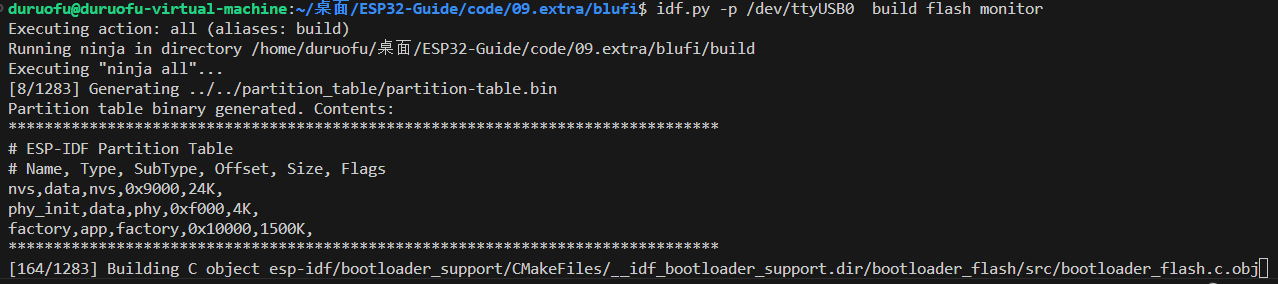 duruofu@duruofu-virtual-machine:~/桌面/ESP32-Guide/code/09.extra/blufi$ idf.py -p /dev/ttyUSB0  build flash monitor
Executing action: all (aliases: build)
Running ninja in directory /home/duruofu/桌面/ESP32-Guide/code/09.extra/blufi/build
Executing "ninja all"...
[8/1283] Generating ../../partition_table/partition-table.bin
Partition table binary generated. Contents:
*******************************************************************************
# ESP-IDF Partition Table
# Name, Type, SubType, Offset, Size, Flags
nvs,data,nvs,0x9000,24K,
phy_init,data,phy,0xf000,4K,
factory,app,factory,0x10000,1500K,
*******************************************************************************
[164/1283] Building C object esp-idf/bootloader_support/CMakeFiles/__idf_bootloader_support.dir/bootloader_flash/src/bootloader_flash.c.obj